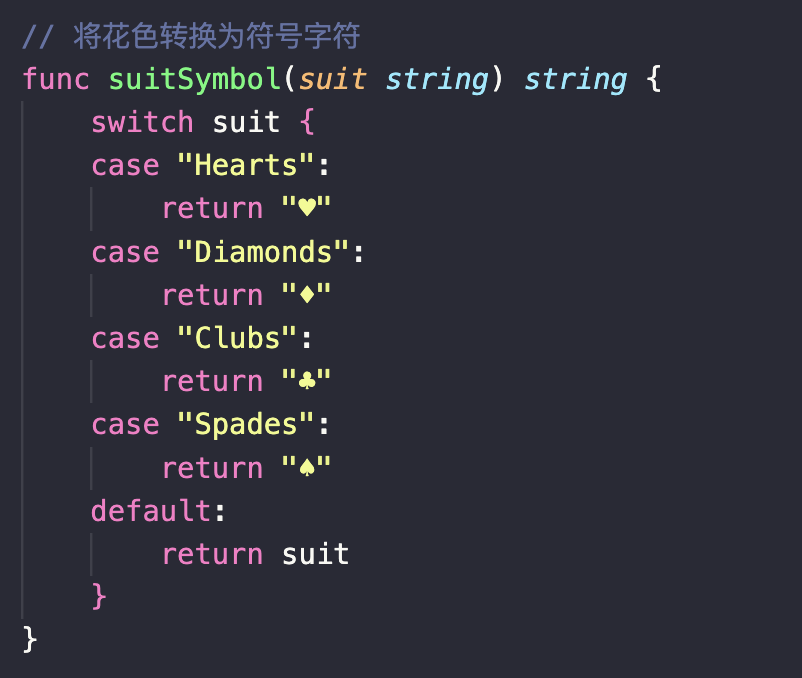 // 将花色转换为符号字符
func suitSymbol(suit string) string {
    switch suit {
    case "Hearts":
        return "♥"
    case "Diamonds":
        return "♦"
    case "Clubs":
        return "♣"
    case "Spades":
        return "♠"
    default:
        return suit
    }
}